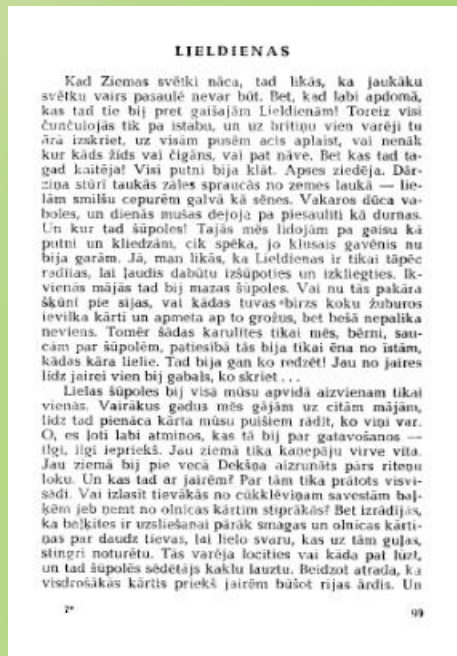 LIELDIENAS
Kad Ziemas svētki nāca, tad likās, ka jaukāku
svētku vairs pasaulē nevar būt. Bet, kad labi apdomā,
kas tad tie bij pret gaišajām Lieldienām! Toreiz visi
čunčulojās tik pa istabu, un uz brītiņu vien varēji tu
ārā izskriet, uz visām pusēm acis aplaist, vai nenāk
kur kāds žīds vai čigāns, vai pat nāve. Bet kas tad ta-
gad kaitēja! Visi putni bija klāt. Apses ziedēja. Dār-
ziņa stūrī taukās zāles spraucās no zemes laukā — lie-
lām smilšu cepurēm galvā kā sēnes. Vakaros dūca va-
boles, un dienās mušas dejoja pa piesauliti kā durnas.
Un kur tad šūpoles! Tajās mēs lidojām pa gaisu kā
putni un kliedzām, cik spēka, jo klusais gavēnis nu
bija garām. Jā, man likās, ka Lieldienas ir tikai tāpēc
radītas, lai ļaudis dabūtu izšūpoties un izkliegties. Ik-
vienās mājās tad bij mazas šūpoles. Vai nu tās pakāra
šķūnī pie sijas, vai kādas tuvas birzs koku žuburos
ievilka kārti un apmeta ap to grožus, bet bešā nepalika
neviens. Tomēr šādas karulītes tikai mēs, bērni, sau-
cām par šūpolēm, patiesībā tās bija tikai ēna no īstām,
kādas kāra lielie. Tad bija gan ko redzēt! Jau no jaires
līdz jairei vien bij gabals, ko skriet . . .
Lielas šūpoles bij visā mūsu apvidā aizvienam tikai
vienās. Vairākus gadus mēs gājām uz citām mājām,
līdz tad pienāca kārta mūsu puišiem rādīt, ko viņi var.
O, es ļoti labi atminos, kas tā bij par gatavošanos —
ilgi, ilgi iepriekš. Jau ziemā tika kaņepāju virve vīta.
Jau ziemā bij pie vecā Dekšņa aizrunāts pārs riteņu
loku. Un kas tad ar jairēm? Par tām tika prātots visvi-
sādi. Vai izlasīt tievākās no cūkklēviņam savestām baļ-
ķēm jeb ņemt no olnīcas kārtīm stiprākās? Bet izrādījās,
ka baļķītes ir uzsliešanai pārāk smagas un olnīcas kārti-
ņas par daudz tievas, lai lielo svaru, kas uz tām guļas,
stingri noturētu. Tās varēja locīties vai kāda pat lūzt,
un tad šūpolēs sēdētājs kaklu lauztu. Beidzot atrada, ka
visdrošākās kārtis priekš jairēm būšot rijas ārdis. Un
7*
99